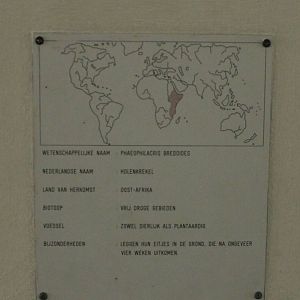 WETENSCHAPPELIJKE NAAM : PHAEOPHILACRIS BREDOIDES
NEDERLANDSE NAAM : HOLENKREKEL
LAND VAN HERKOMST : OOST-AFRIKA
BIOTOOP : VRIJ DROGE GEBIEDEN
VOEDSEL : ZOWEL DIERLIJK ALS PLANTAARDIG
BIJZONDERHEDEN : LEGGEN HUN EITJES IN DE GROND, DIE NA ONGEVEER
VIER WEKEN UITKOMEN.